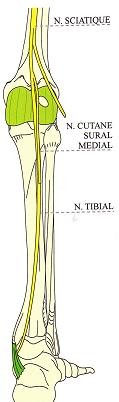 N. SCIATIQUE
N. CUTANE
SURAL
MEDIAL
N. TIBIAL